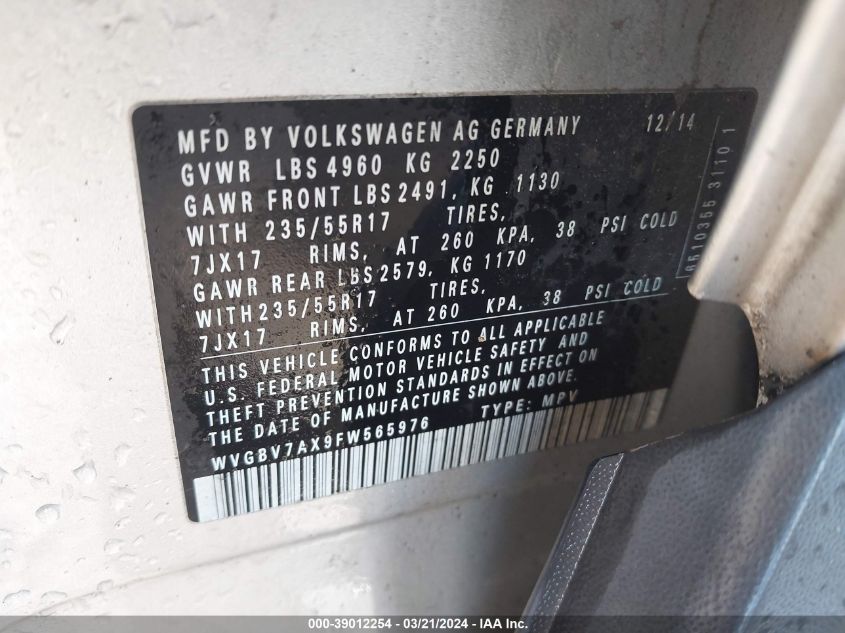 MFD BY VOLKSWAGEN AG GERMANY 12/14
GVWR LBS 4960 KG 2250
GAWR FRONT LBS 2491, KG 1130
WITH 235/55R17 TIRES,
7JX17 RIMS, AT 260 KPA, 38 PSI COLD
GAWR REAR LBS 2579, KG 1170
WITH 235/55R17 TIRES,
7JX17 RIMS, AT 260 KPA, 38 PSI COLD
THIS VEHICLE CONFORMS TO ALL APPLICABLE
U.S. FEDERAL MOTOR VEHICLE SAFETY AND
THEFT PREVENTION STANDARDS IN EFFECT ON
THE DATE OF MANUFACTURE SHOWN ABOVE.
WVGBV7AX9FW565976 TYPE: MPV
31101
000-39012254 - 03/21/2024 - IAA Inc.